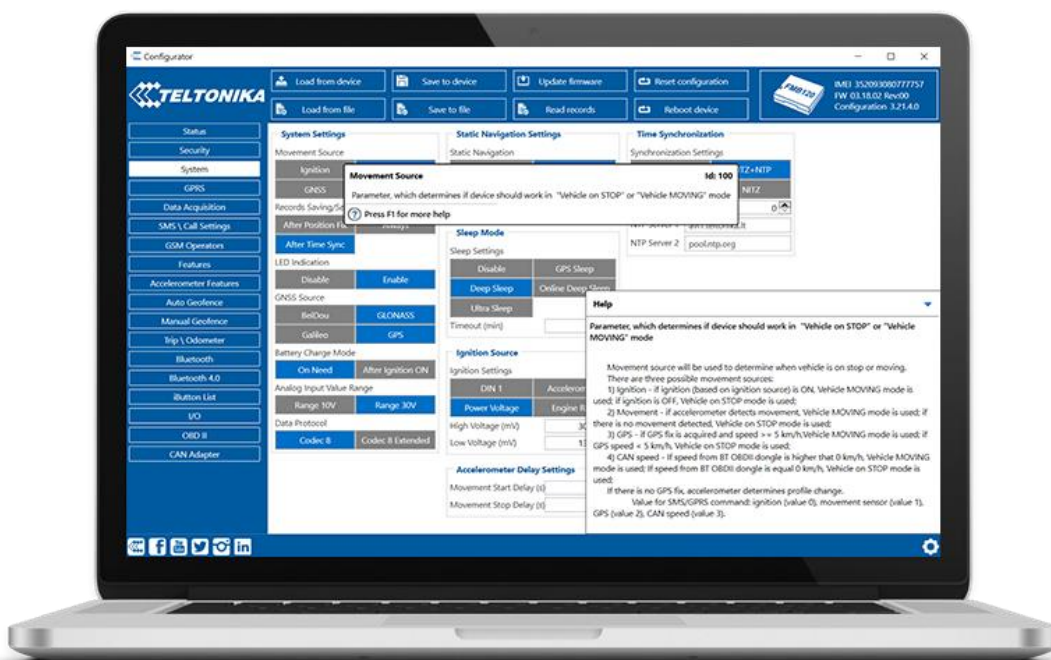 Configurator
TELTONIKA
Load from device
Save to device
Update firmware
Reset configuration
Load from file
Save to file
Read records
Reboot device
FMB120
IMEI 352093080777757
FW 03.18.02 Rev:00
Configuration 3.21.4.0
Status
Security
System
GPRS
Data Acquisition
SMS \ Call Settings
GSM Operators
Features
Accelerometer Features
Auto Geofence
Manual Geofence
Trip \ Odometer
Bluetooth
Bluetooth 4.0
iButton List
I/O
OBD II
CAN Adapter
System Settings
Movement Source
Ignition
GNSS
Records Saving/Se
After Position Fix
Always
After Time Sync
LED Indication
Disable
Enable
GNSS Source
BeiDou
GLONASS
Galileo
GPS
Battery Charge Mode
On Need
After Ignition ON
Analog Input Value Range
Range 10V
Range 30V
Data Protocol
Codec 8
Codec 8 Extended
Static Navigation Settings
Static Navigation
Movement Source
Id: 100
Parameter, which determines if device should work in "Vehicle on STOP" or "Vehicle MOVING" mode
Press F1 for more help
Sleep Mode
Sleep Settings
Disable
GPS Sleep
Deep Sleep
Online Deep Sleep
Ultra Sleep
Timeout (min)
Ignition Source
Ignition Settings
DIN 1
Accelerom
Power Voltage
Engine R
High Voltage (mV)
30
Low Voltage (mV)
13
Accelerometer Delay Settings
Movement Start Delay (s)
Movement Stop Delay (s)
Time Synchronization
Synchronization Settings
TZ+NTP
NITZ
0
NTP Server 1
NTP Server 2
pool.ntp.org
Help
Parameter, which determines if device should work in "Vehicle on STOP" or "Vehicle
MOVING" mode
Movement source will be used to determine when vehicle is on stop or moving.
There are three possible movement sources:
1) Ignition - if ignition (based on ignition source) is ON, Vehicle MOVING mode is
used; if ignition is OFF, Vehicle on STOP mode is used;
2) Movement - if accelerometer detects movement, Vehicle MOVING mode is used; if
there is no movement detected, Vehicle on STOP mode is used;
3) GPS - if GPS fix is acquired and speed >= 5 km/h,Vehicle MOVING mode is used; if
GPS speed < 5 km/h, Vehicle on STOP mode is used;
4) CAN speed - If speed from BT OBDII dongle is higher that 0 km/h, Vehicle MOVING
mode is used; If speed from BT OBDII dongle is equal 0 km/h, Vehicle on STOP mode is
used;
If there is no GPS fix, accelerometer determines profile change.
Value for SMS/GPRS command: ignition (value 0), movement sensor (value 1),
GPS (value 2), CAN speed (value 3).